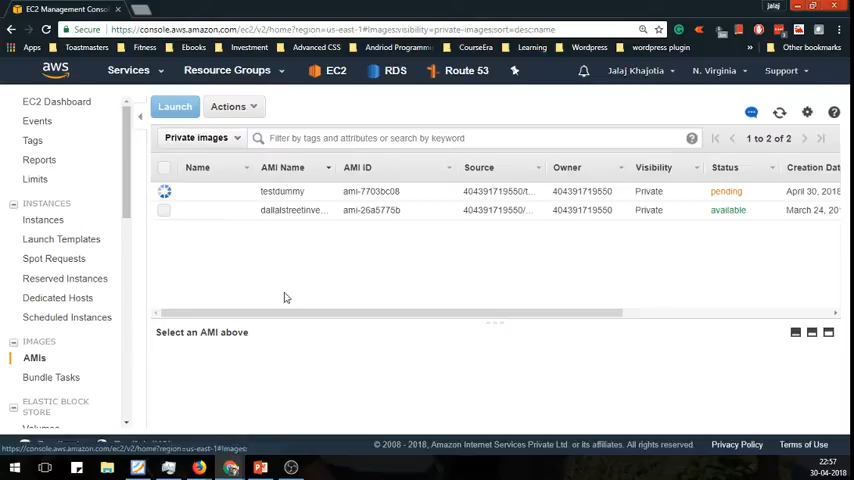 EC2 Management Conso
jalaj
Secure
https://console.aws.amazon.com/ec2/v2/home?region=us-east-1#Images:visibility=private-images;sort=desc:name
Apps Toastmasters Fitness Ebooks Investment Advanced CSS Andriod Programm CourseEra Learning Wordpress wordpress plugin Other bookmarks
aws Services Resource Groups EC2 RDS Route 53 Jalaj Khajotia N. Virginia Support
EC2 Dashboard
Events
Tags
Reports
Limits
INSTANCES
Instances
Launch Templates
Spot Requests
Reserved Instances
Dedicated Hosts
Scheduled Instances
IMAGES
AMIs
Bundle Tasks
ELASTIC BLOCK
STORE
Launch Actions
Private images Filter by tags and attributes or search by keyword 1 to 2 of 2
Name AMI Name AMI ID Source Owner Visibility Status Creation Dat
testdummy ami-7703bc08 404391719550/t... 404391719550 Private pending April 30, 2018
dallalstreetinve... ami-26a5775b 404391719550/... 404391719550 Private available March 24, 201
Select an AMI above
https://console.aws.amazon.com/ec2/v2/home?region=us-east-1#Images:
© 2008 - 2018, Amazon Internet Services Private Ltd. or its affiliates. All rights reserved. Privacy Policy Terms of Use
22:57
30-04-2018